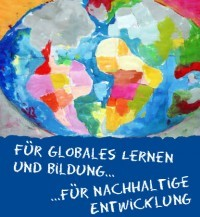 FÜR GLOBALES LERNEN
UND BILDUNG...
...FÜR NACHHALTIGE
ENTWICKLUNG